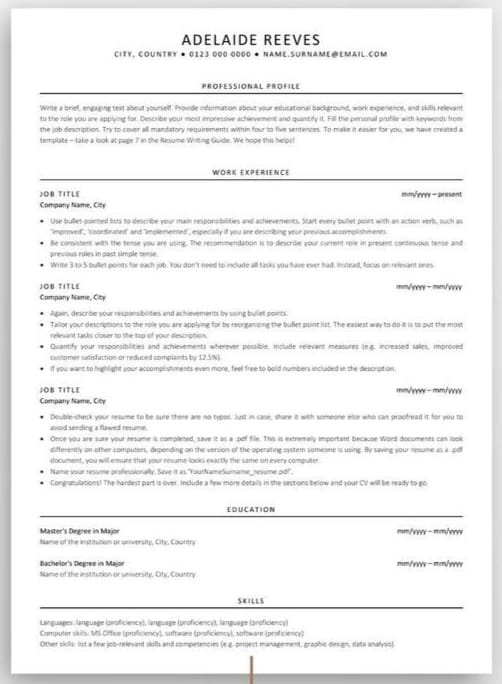 ADELAIDE REEVES
CITY, COUNTRY ● 0123 000 0000 ● NAME.SURNAME@EMAIL.COM
PROFESSIONAL PROFILE
Write a brief, engaging text about yourself. Provide information about your educational background, work experience, and skills relevant
to the role you are applying for. Describe your most impressive achievement and quantify it. Fill the personal profile with keywords from
the job description. Try to cover all mandatory requirements within four to five sentences. To make it easier for you, we have created a
template – take a look at page 7 in the Resume Writing Guide. We hope this helps!
WORK EXPERIENCE
JOB TITLE mm/yyyy – present
Company Name, City
• Use bullet-pointed lists to describe your main responsibilities and achievements. Start every bullet point with an action verb, such as
'improved', 'coordinated' and 'implemented', especially if you are describing your previous accomplishments.
• Be consistent with the tense you are using. The recommendation is to describe your current role in present continuous tense and
previous roles in past simple tense.
• Write 3 to 5 bullet points for each job. You don't need to include all tasks you have ever had. Instead, focus on relevant ones.
JOB TITLE mm/yyyy – mm/yyyy
Company Name, City
• Again, describe your responsibilities and achievements by using bullet points.
• Tailor your descriptions to the role you are applying for by reorganizing the bullet point list. The easiest way to do it is to put the most
relevant tasks closer to the top of your description.
• Quantify your responsibilities and achievements wherever possible. Include relevant measures (e.g. increased sales, improved
customer satisfaction or reduced complaints by 12.5%).
• If you want to highlight your accomplishments even more, feel free to bold numbers included in the description.
JOB TITLE mm/yyyy – mm/yyyy
Company Name, City
• Double-check your resume to be sure there are no typos. Just in case, share it with someone else who can proofread it for you to
avoid sending a flawed resume.
• Once you are sure your resume is completed, save it as a .pdf file. This is extremely important because Word documents can look
differently on other computers, depending on the version of the operating system someone is using. By saving your resume as a .pdf
document, you will ensure that your resume looks exactly the same on every computer.
• Name your resume professionally. Save it as 'YourNameSurname_resume.pdf'.
• Congratulations! The hardest part is over. Include a few more details in the sections below and your CV will be ready to go.
EDUCATION
Master's Degree in Major mm/yyyy – mm/yyyy
Name of the institution or university, City, Country
Bachelor's Degree in Major mm/yyyy – mm/yyyy
Name of the institution or university, City, Country
SKILLS
Languages: language (proficiency), language (proficiency), language (proficiency)
Computer skills: MS Office (proficiency), software (proficiency), software (proficiency)
Other skills: list a few job-relevant skills and competencies (e.g. project management, graphic design, data analysis)